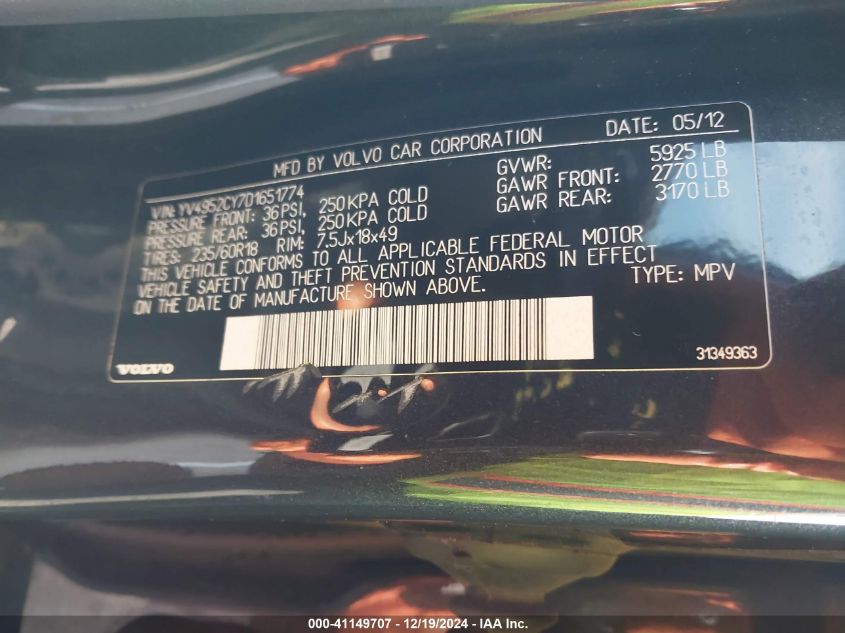 MFD BY VOLVO CAR CORPORATION DATE: 05/12
VIN: YV4952CY7D1651774 GVWR: 5925 LB
PRESSURE FRONT: 36 PSI, 250 KPA COLD GAWR FRONT: 2770 LB
PRESSURE REAR: 36 PSI, 250 KPA COLD GAWR REAR: 3170 LB
TIRES: 235/60R18 RIM: 7.5Jx18x49
THIS VEHICLE CONFORMS TO ALL APPLICABLE FEDERAL MOTOR
VEHICLE SAFETY AND THEFT PREVENTION STANDARDS IN EFFECT
ON THE DATE OF MANUFACTURE SHOWN ABOVE. TYPE: MPV
VOLVO 31349363
000-41149707 - 12/19/2024 - IAA Inc.